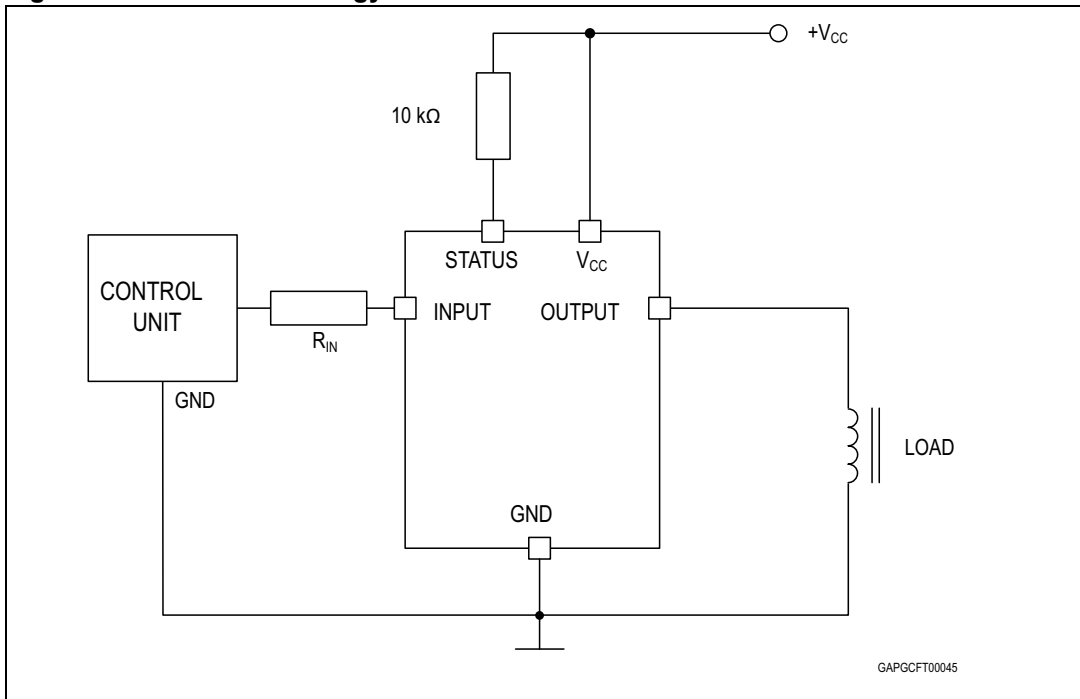 +VCC
10 kΩ
STATUS
VCC
CONTROL
UNIT
INPUT
OUTPUT
RIN
GND
LOAD
GND
GAPGCFT00045